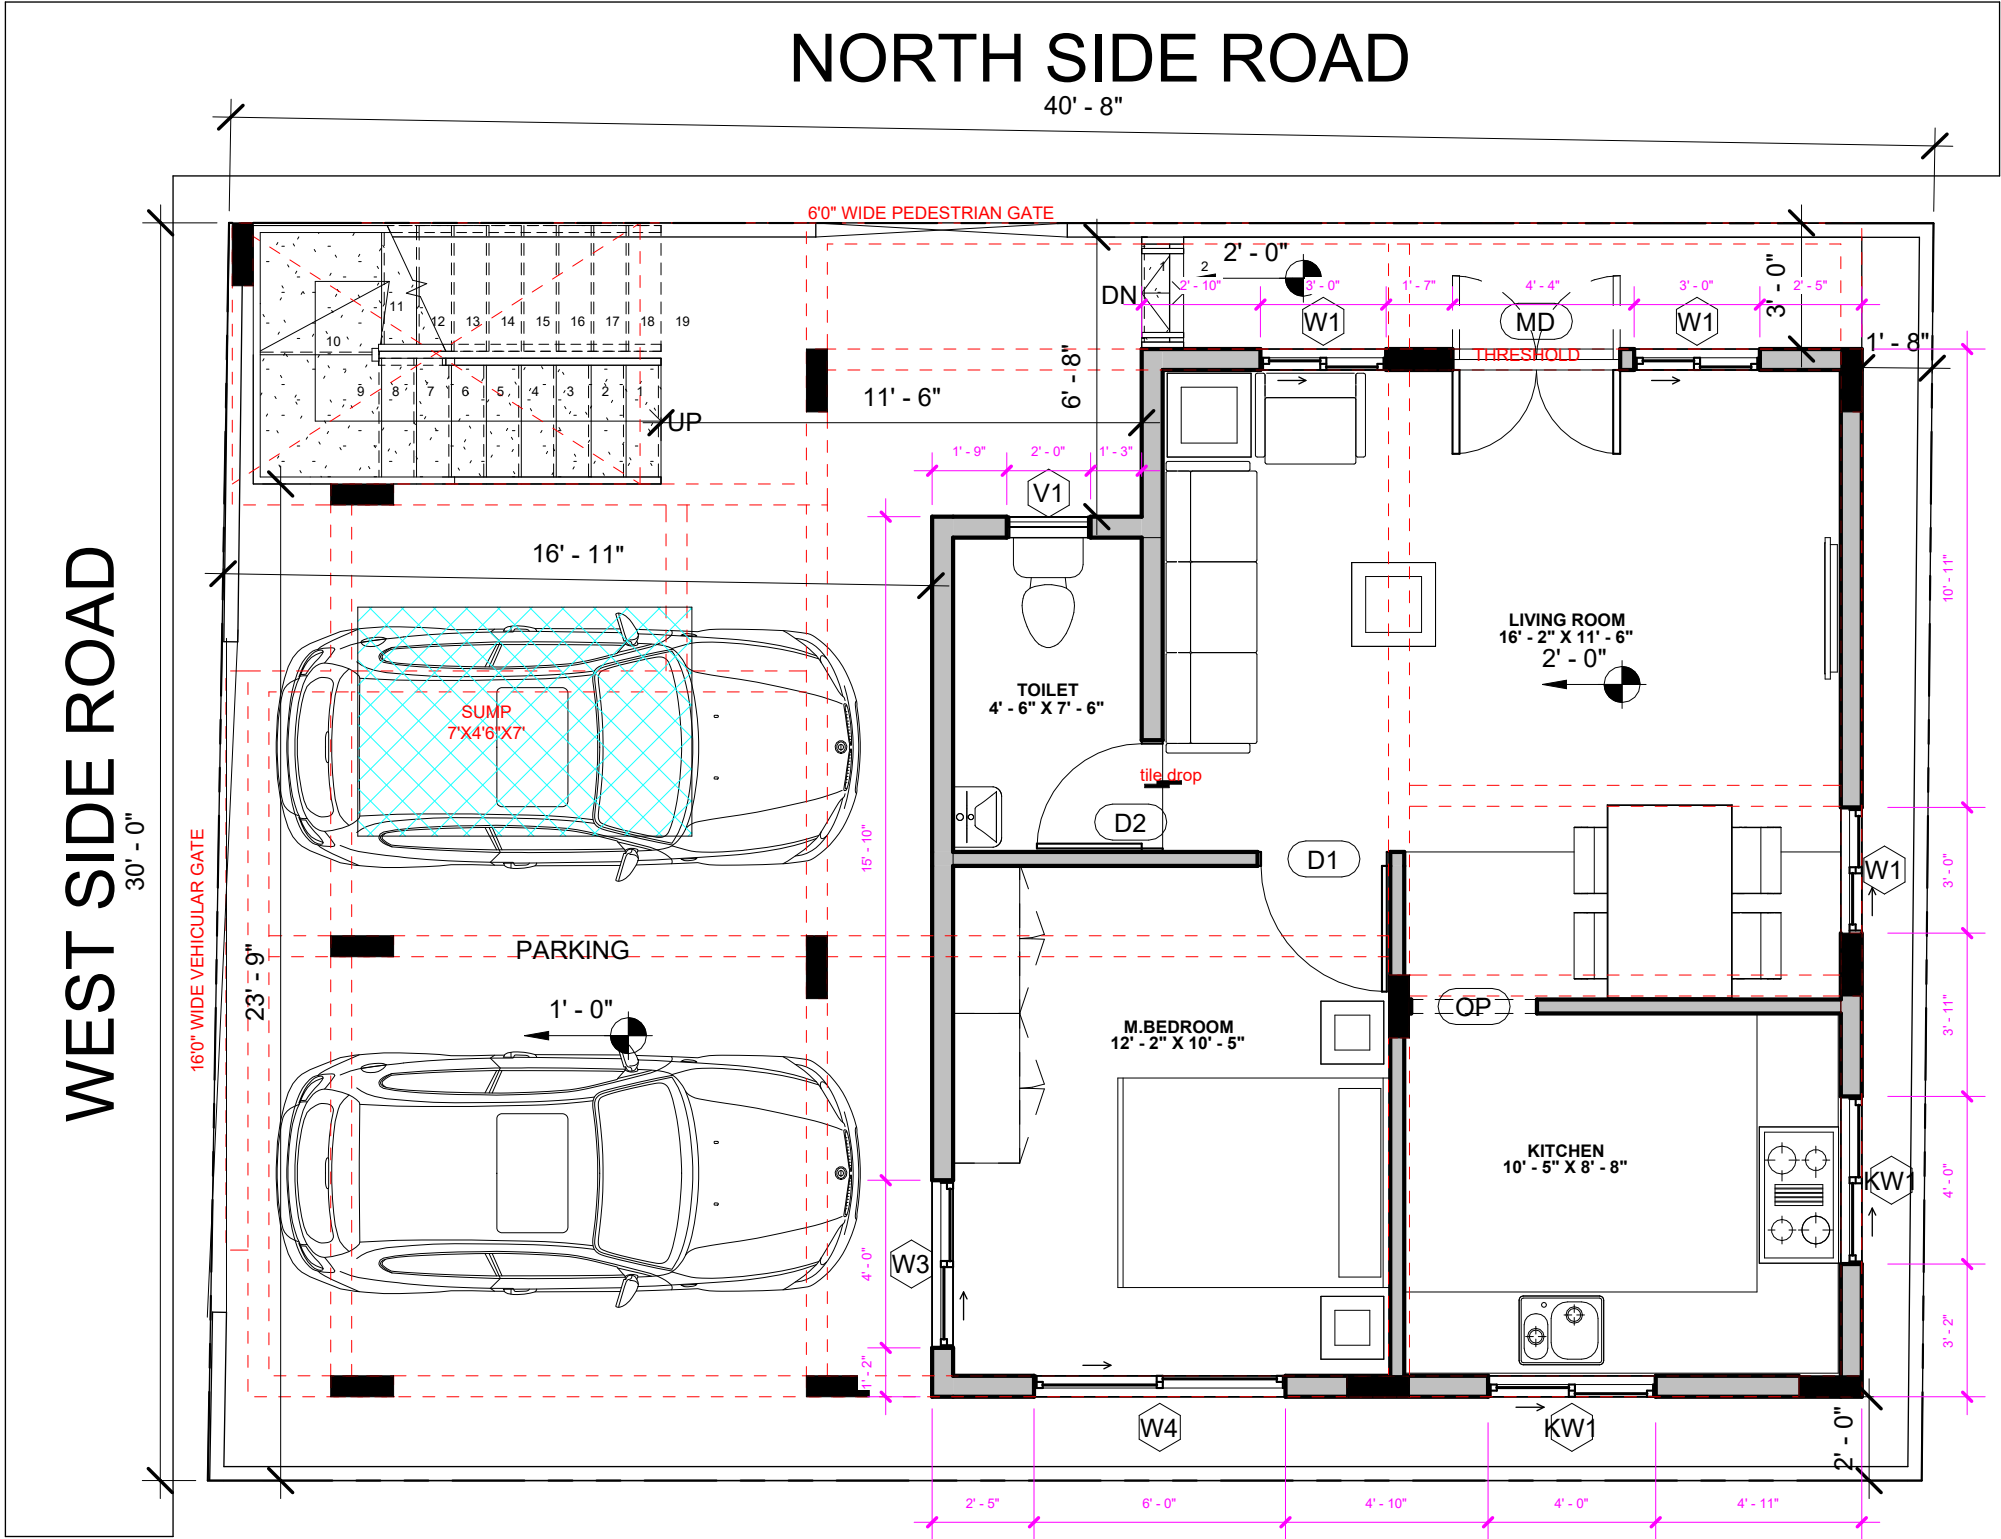 NORTH SIDE ROAD
40' - 8"
6'0" WIDE PEDESTRIAN GATE
2' - 0"
1
2
DN
2' - 10"
3' - 0"
1' - 7"
4' - 4"
3' - 0"
2' - 5"
3' - 0"
W1
MD
W1
THRESHOLD
1' - 8"
10
11
12
13
14
15
16
17
18
19
9
8
7
6
5
4
3
2
1
UP
11' - 6"
6' - 8"
1' - 9"
2' - 0"
1' - 3"
V1
16' - 11"
WEST SIDE ROAD
30' - 0"
16'0" WIDE VEHICULAR GATE
23' - 9"
SUMP
7'X4'6"X7'
TOILET
4' - 6" X 7' - 6"
LIVING ROOM
16' - 2" X 11' - 6"
2' - 0"
10' - 11"
tile drop
D2
D1
15' - 10"
W1
3' - 0"
PARKING
1' - 0"
OP
3' - 11"
M.BEDROOM
12' - 2" X 10' - 5"
KITCHEN
10' - 5" X 8' - 8"
KW1
4' - 0"
W3
4' - 0"
1' - 2"
3' - 2"
W4
KW1
2' - 0"
2' - 5"
6' - 0"
4' - 10"
4' - 0"
4' - 11"